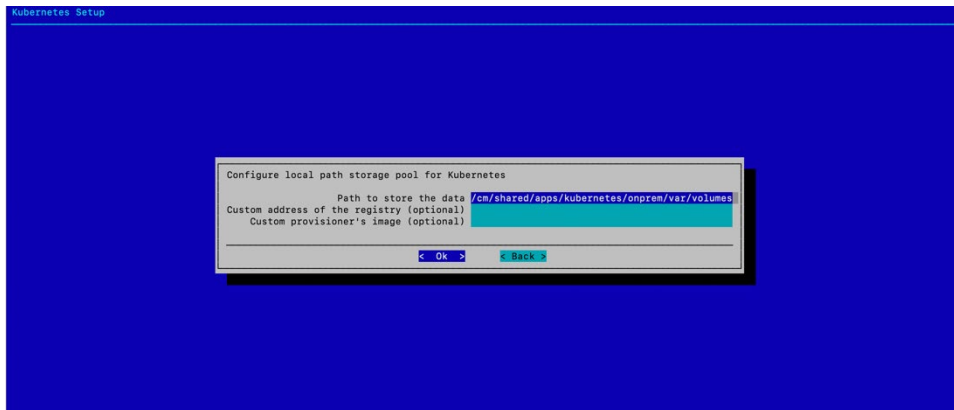 Kubernetes Setup
Configure local path storage pool for Kubernetes
Path to store the data /cm/shared/apps/kubernetes/onprem/var/volumes
Custom address of the registry (optional)
Custom provisioner's image (optional)
< Ok > < Back >